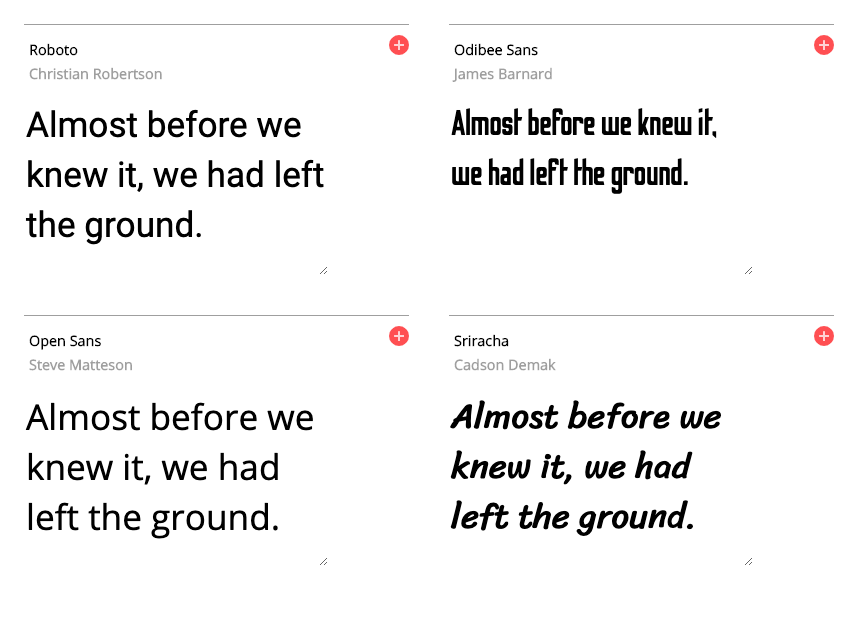 Roboto
Christian Robertson
Almost before we
knew it, we had left
the ground.
Odibee Sans
James Barnard
Almost before we knew it,
we had left the ground.
Open Sans
Steve Matteson
Almost before we
knew it, we had
left the ground.
Sriracha
Cadson Demak
Almost before we
knew it, we had
left the ground.